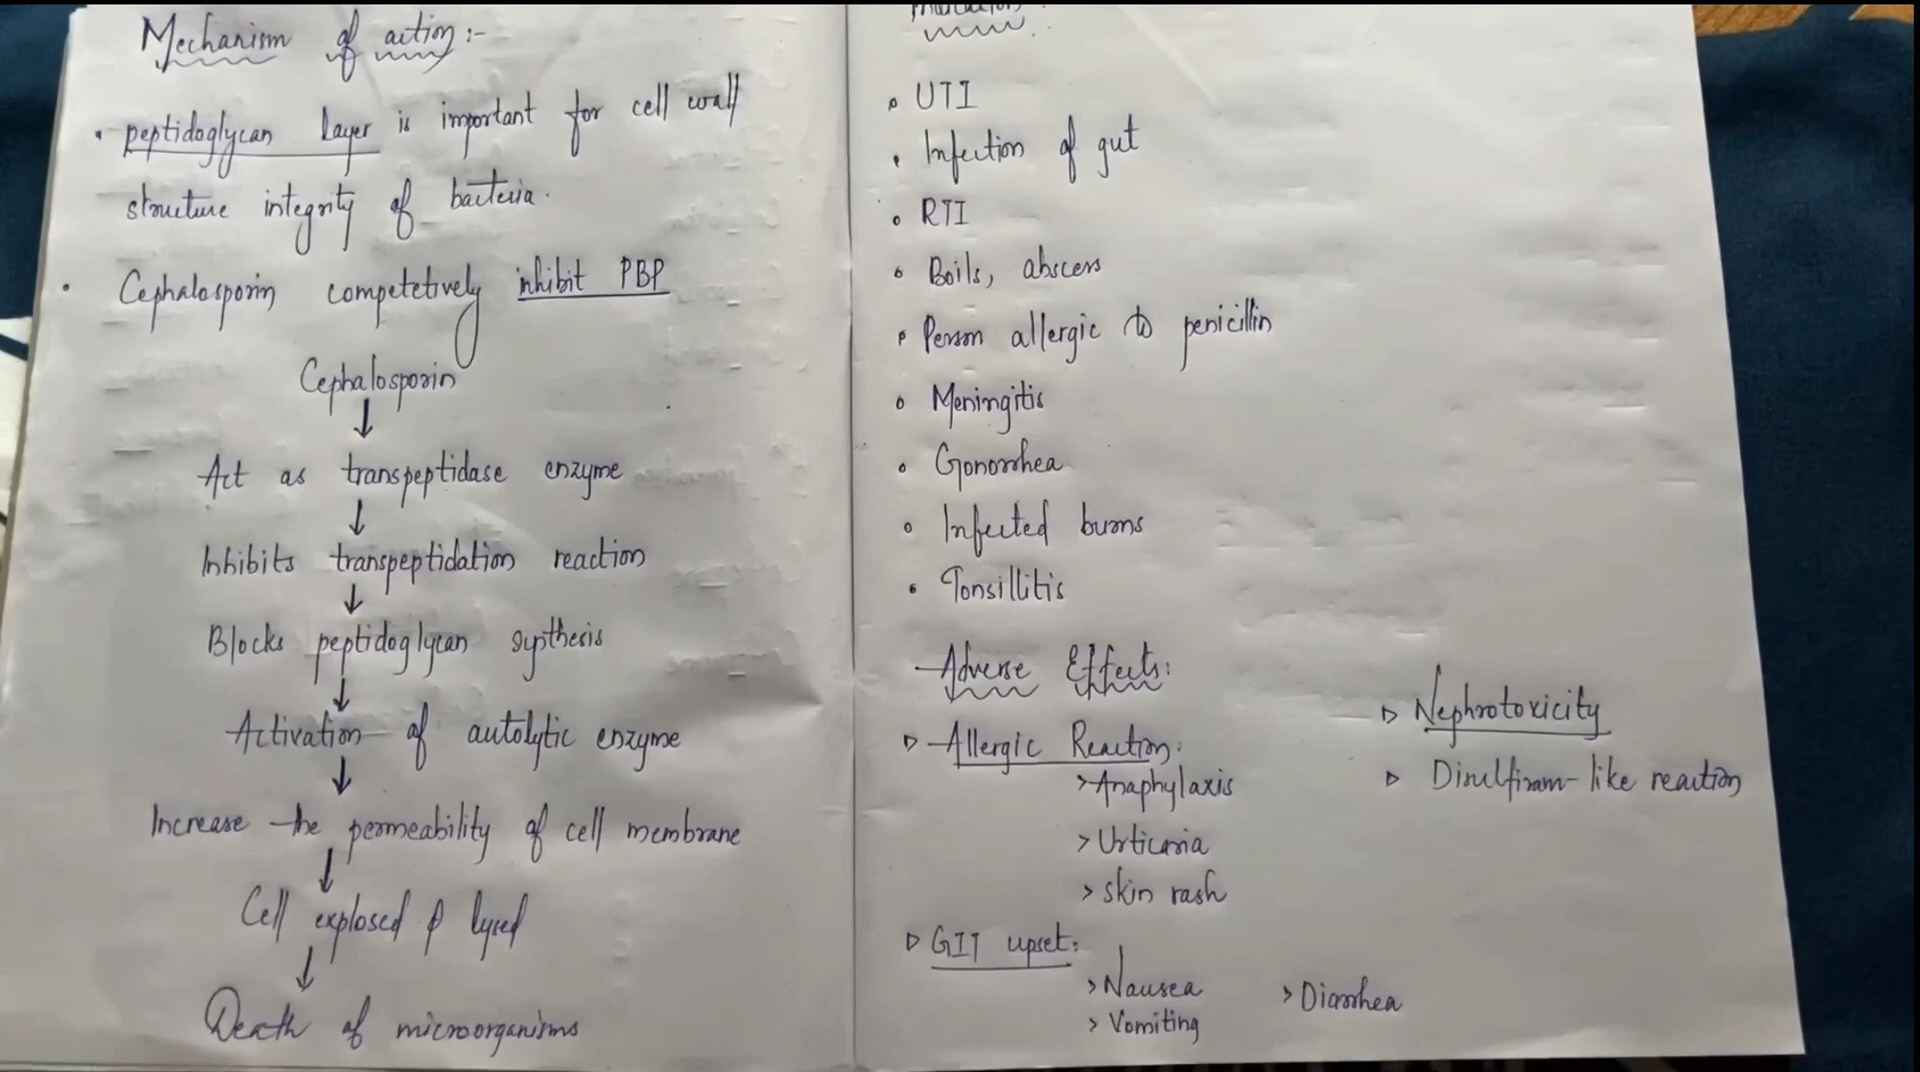 Mechanism of action :-
• peptidoglycan layer is important for cell wall
structure integrity of bacteria.
• Cephalosporin competetively inhibit PBP
Cephalosporin
↓
Act as transpeptidase enzyme
↓
Inhibits transpeptidation reaction
↓
Blocks peptidoglycan synthesis
↓
Activation of autolytic enzyme
↓
Increase the permeability of cell membrane
↓
Cell explosed & lysed
↓
Death of microorganisms
• UTI
• Infection of gut
• RTI
• Boils, abscess
• Person allergic to penicillin
• Meningitis
• Gonorrhea
• Infected burns
• Tonsillitis
Adverse Effects:
▷ Allergic Reaction:
> Anaphylaxis
> Urticaria
> skin rash
▷ GIT upset:
> Nausea
> Vomiting
> Diarrhea
▷ Nephrotoxicity
▷ Disulfiram-like reaction